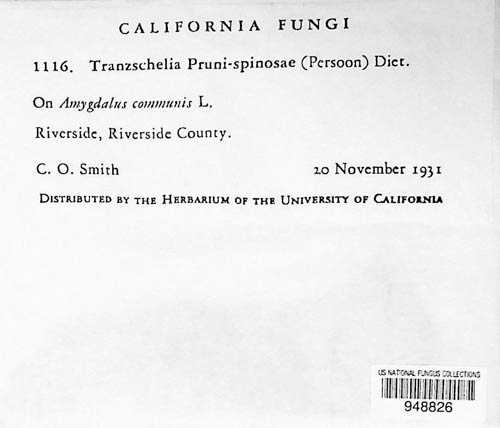 CALIFORNIA FUNGI
1116. Tranzschelia Pruni-spinosae (Persoon) Diet.
On Amygdalus communis L.
Riverside, Riverside County.
C. O. Smith 20 November 1931
DISTRIBUTED BY THE HERBARIUM OF THE UNIVERSITY OF CALIFORNIA
US NATIONAL FUNGUS COLLECTIONS
948826